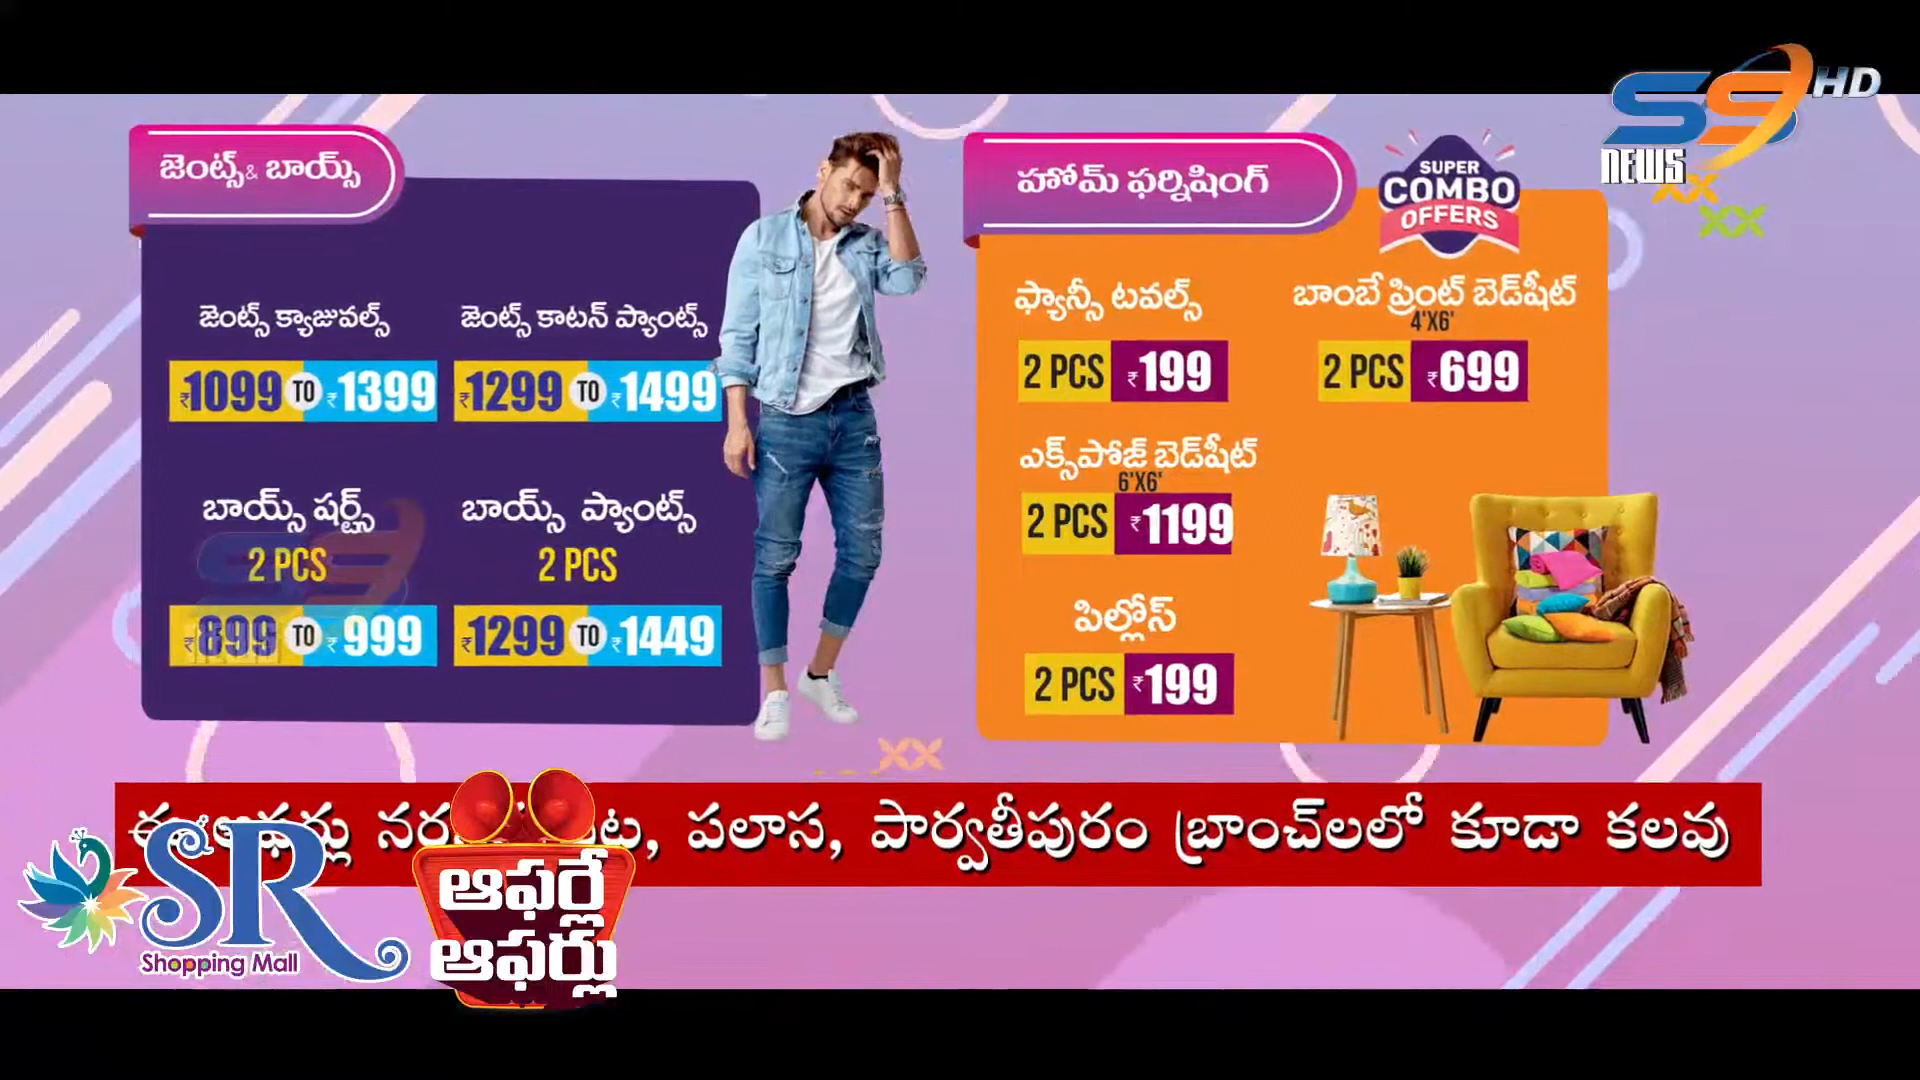 S9 HD
NEWS
జెంట్స్ & బాయ్స్
జెంట్స్ క్యాజువల్స్
₹1099 TO ₹1399
జెంట్స్ కాటన్ ప్యాంట్స్
₹1299 TO ₹1499
బాయ్స్ షర్ట్స్
2 PCS
₹899 TO ₹999
బాయ్స్ ప్యాంట్స్
2 PCS
₹1299 TO ₹1449
హోమ్ ఫర్నిషింగ్
SUPER
COMBO
OFFERS
ఫ్యాన్సీ టవల్స్
2 PCS ₹199
బాంబే ప్రింట్ బెడ్‌షీట్
4'X6'
2 PCS ₹699
ఎక్స్‌పోజ్ బెడ్‌షీట్
6'X6'
2 PCS ₹1199
పిల్లోస్
2 PCS ₹199
పలాస, పార్వతీపురం బ్రాంచ్‌లలో కూడా కలవు
SR
Shopping Mall
ఆఫర్లే
ఆఫర్లు